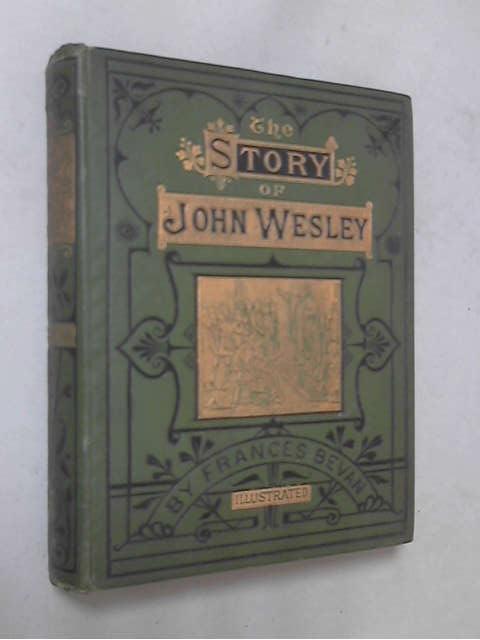 The
STORY
OF
JOHN WESLEY
BY FRANCES BEVAN
ILLUSTRATED